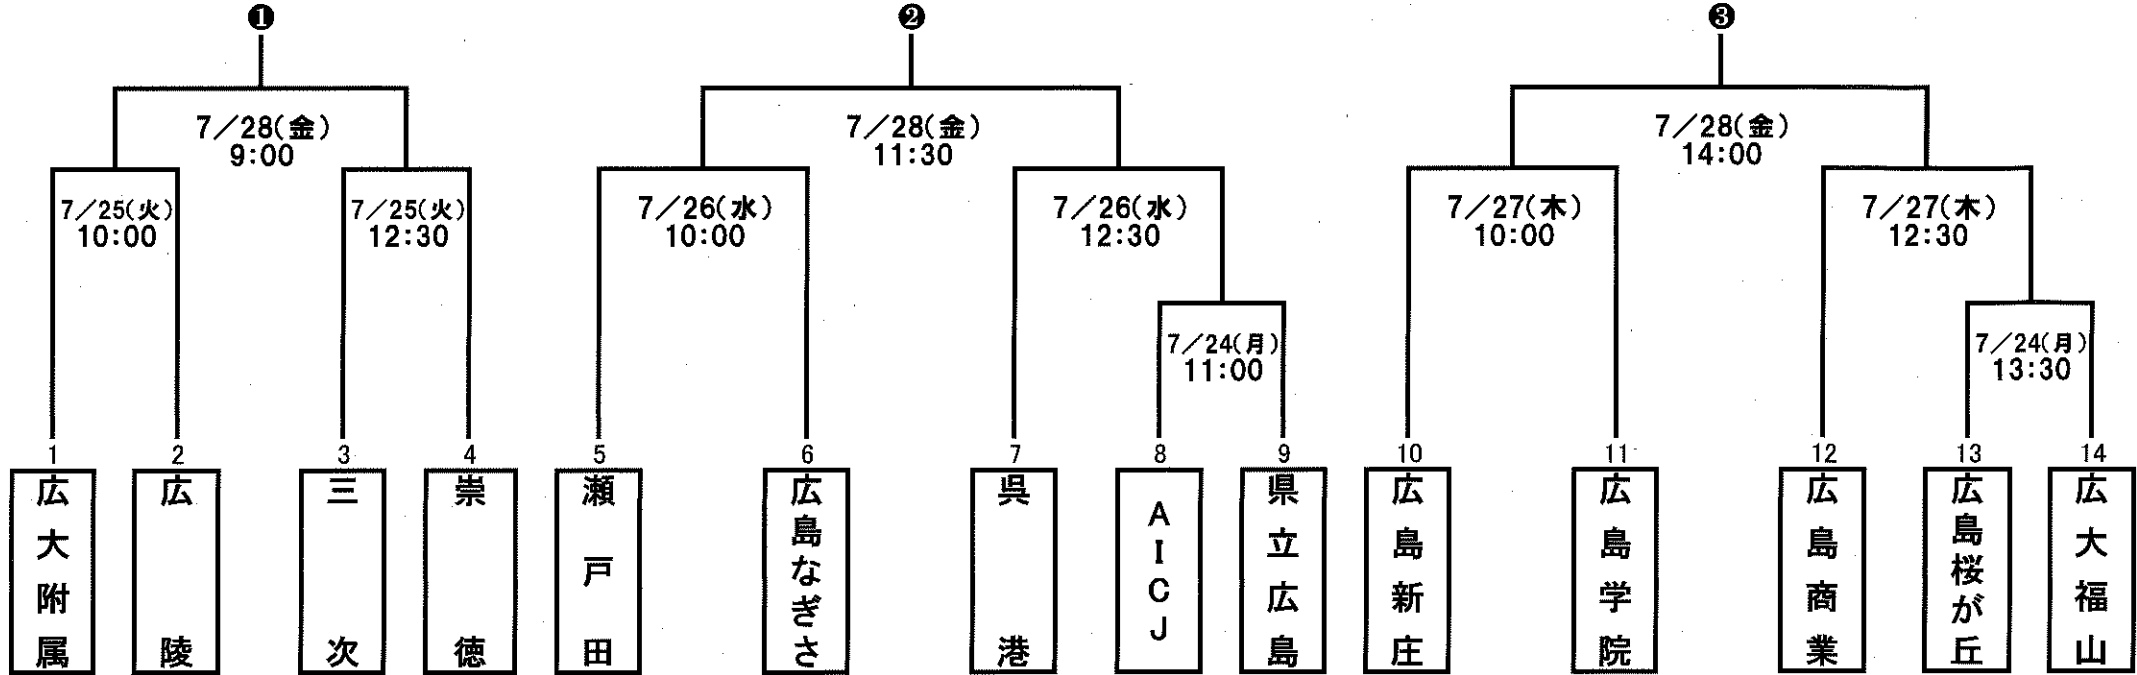 ❶
❷
❸
7/28(金)
9:00
7/28(金)
11:30
7/28(金)
14:00
7/25(火)
10:00
7/25(火)
12:30
7/26(水)
10:00
7/26(水)
12:30
7/27(木)
10:00
7/27(木)
12:30
7/24(月)
11:00
7/24(月)
13:30
1
2
3
4
5
6
7
8
9
10
11
12
13
14
広大附属
広陵
三次
崇徳
瀬戸田
広島なぎさ
呉港
AICJ
県立広島
広島新庄
広島学院
広島商業
広島桜が丘
広大福山